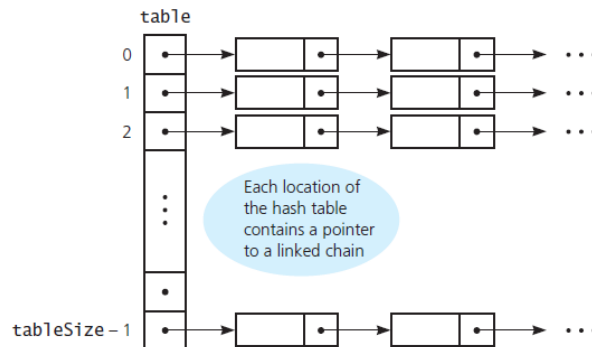 table
0
1
2
Each location of
the hash table
contains a pointer
to a linked chain
tableSize – 1